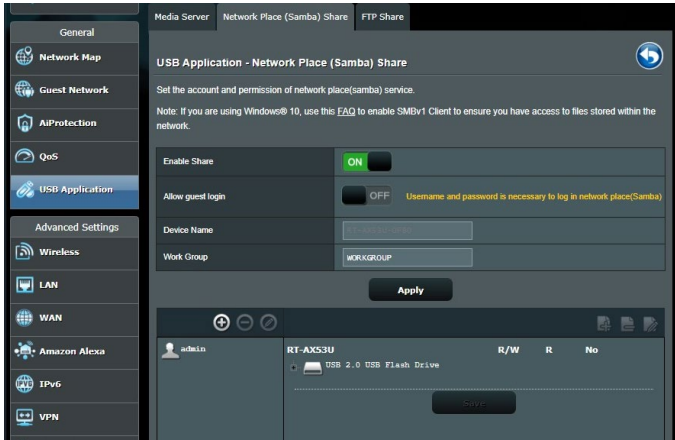 Media Server
Network Place (Samba) Share
FTP Share
General
Network Map
Guest Network
AiProtection
QoS
USB Application
Advanced Settings
Wireless
LAN
WAN
Amazon Alexa
IPv6
VPN
USB Application - Network Place (Samba) Share
Set the account and permission of network place(samba) service.
Note: If you are using Windows® 10, use this FAQ to enable SMBv1 Client to ensure you have access to files stored within the
network.
Enable Share
ON
Allow guest login
OFF
Username and password is necessary to log in network place(Samba)
Device Name
Work Group
WORKGROUP
Apply
admin
RT-AX53U
R/W
R
No
USB 2.0 USB Flash Drive
Save